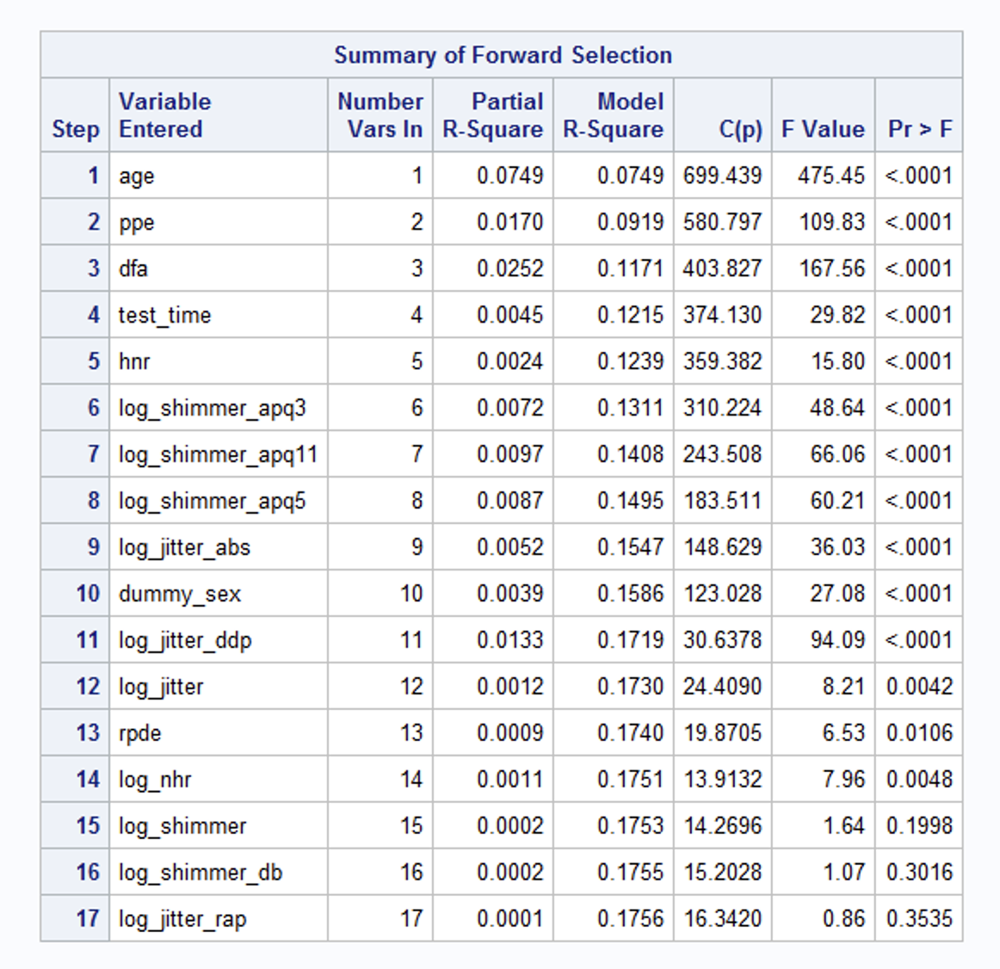 Summary of Forward Selection
Step Variable Entered Number Vars In Partial R-Square Model R-Square C(p) F Value Pr > F
1 age 1 0.0749 0.0749 699.439 475.45 <.0001
2 ppe 2 0.0170 0.0919 580.797 109.83 <.0001
3 dfa 3 0.0252 0.1171 403.827 167.56 <.0001
4 test_time 4 0.0045 0.1215 374.130 29.82 <.0001
5 hnr 5 0.0024 0.1239 359.382 15.80 <.0001
6 log_shimmer_apq3 6 0.0072 0.1311 310.224 48.64 <.0001
7 log_shimmer_apq11 7 0.0097 0.1408 243.508 66.06 <.0001
8 log_shimmer_apq5 8 0.0087 0.1495 183.511 60.21 <.0001
9 log_jitter_abs 9 0.0052 0.1547 148.629 36.03 <.0001
10 dummy_sex 10 0.0039 0.1586 123.028 27.08 <.0001
11 log_jitter_ddp 11 0.0133 0.1719 30.6378 94.09 <.0001
12 log_jitter 12 0.0012 0.1730 24.4090 8.21 0.0042
13 rpde 13 0.0009 0.1740 19.8705 6.53 0.0106
14 log_nhr 14 0.0011 0.1751 13.9132 7.96 0.0048
15 log_shimmer 15 0.0002 0.1753 14.2696 1.64 0.1998
16 log_shimmer_db 16 0.0002 0.1755 15.2028 1.07 0.3016
17 log_jitter_rap 17 0.0001 0.1756 16.3420 0.86 0.3535